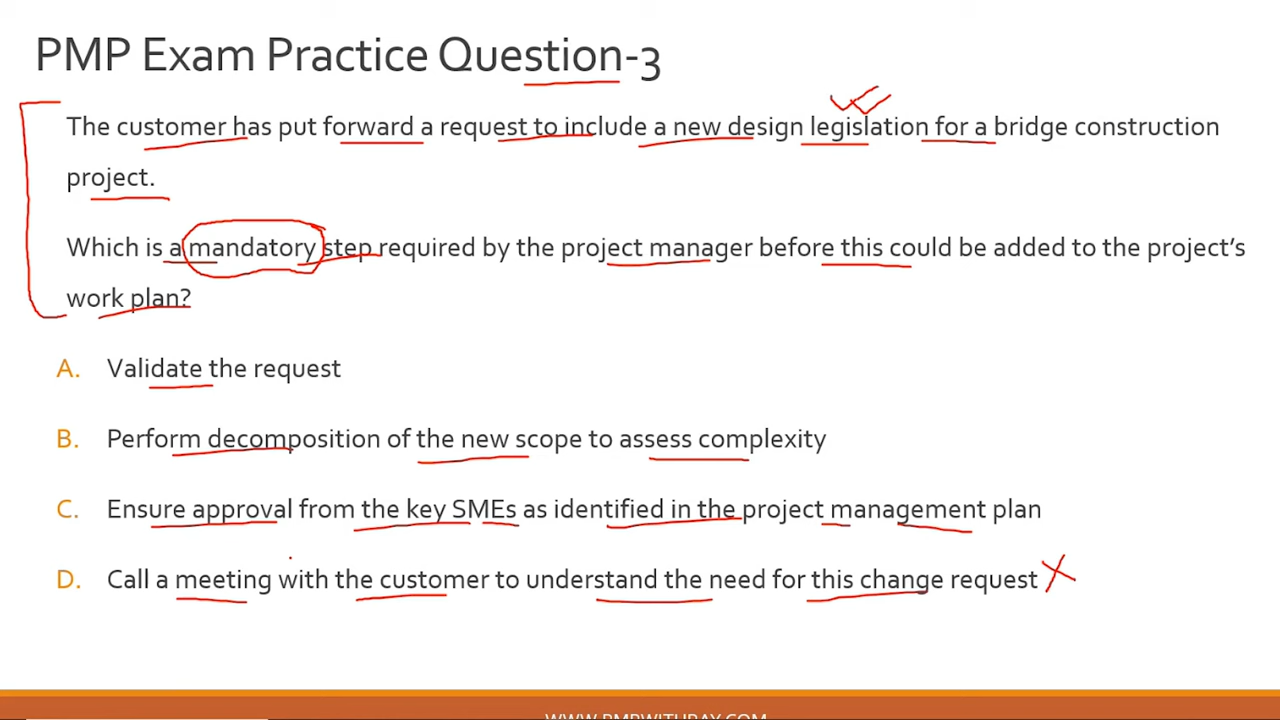 PMP Exam Practice Question-3
The customer has put forward a request to include a new design legislation for a bridge construction
project.
Which is a mandatory step required by the project manager before this could be added to the project’s
work plan?
A. Validate the request
B. Perform decomposition of the new scope to assess complexity
C. Ensure approval from the key SMEs as identified in the project management plan
D. Call a meeting with the customer to understand the need for this change request
WWW.PMPWITHRAY.COM